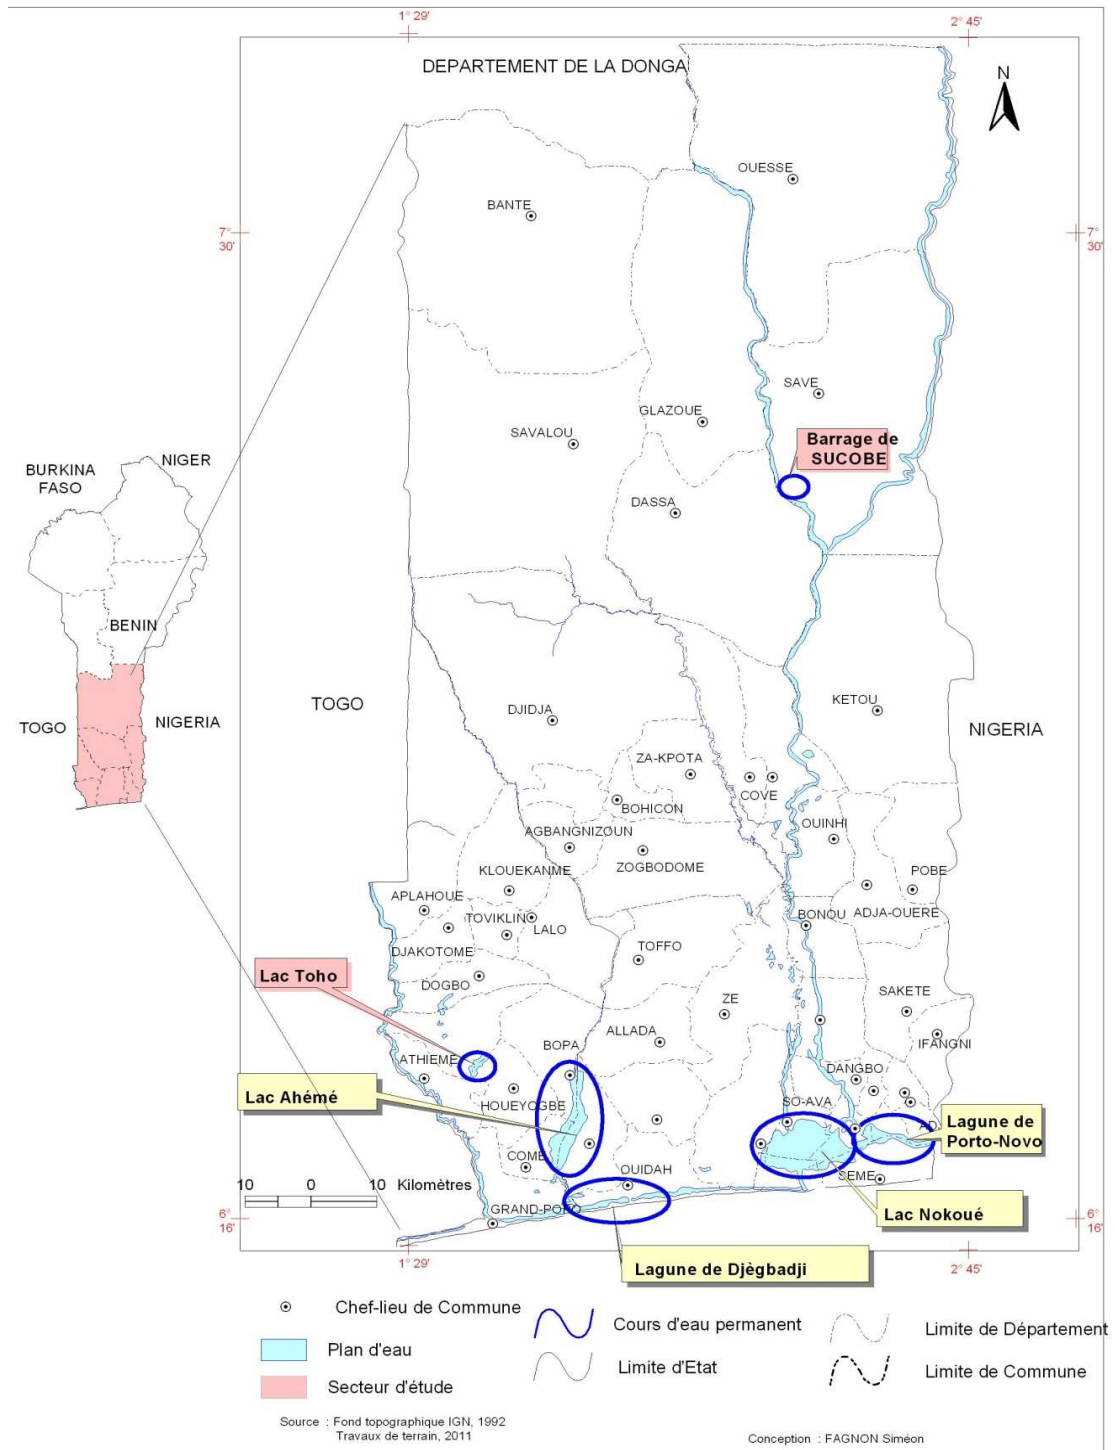 1° 29'
2° 45'
DEPARTEMENT DE LA DONGA
N
OUESSE
BANTE
7°
30'
7°
30'
SAVE
GLAZOUE
SAVALOU
Barrage de
SUCOBE
DASSA
BURKINA
FASO
NIGER
BENIN
TOGO
NIGERIA
TOGO
DJIDJA
KETOU
NIGERIA
ZA-KPOTA
COVE
BOHICON
OUINHI
AGBANGNIZOUN
ZOGBODOME
KLOUEKANME
POBE
APLAHOUE
ADJA-OUERE
TOVIKLIN
LALO
BONOU
DJAKOTOME
TOFFO
Lac Toho
DOGBO
ZE
SAKETE
ALLADA
IFANGNI
BOPA
ATHIEME
DANGBO
Lac Ahémé
HOUEYOGBE
SO-AVA
AD
Lagune de
Porto-Novo
COME
OUIDAH
SEME
10 0 10 Kilomètres
GRAND-POPO
Lac Nokoué
6°
16'
6°
16'
1° 29'
Lagune de Djègbadji
2° 45'
Chef-lieu de Commune
Cours d'eau permanent
Limite de Département
Plan d'eau
Limite d'Etat
Limite de Commune
Secteur d'étude
Source : Fond topographique IGN, 1992
Travaux de terrain, 2011
Conception : FAGNON Siméon